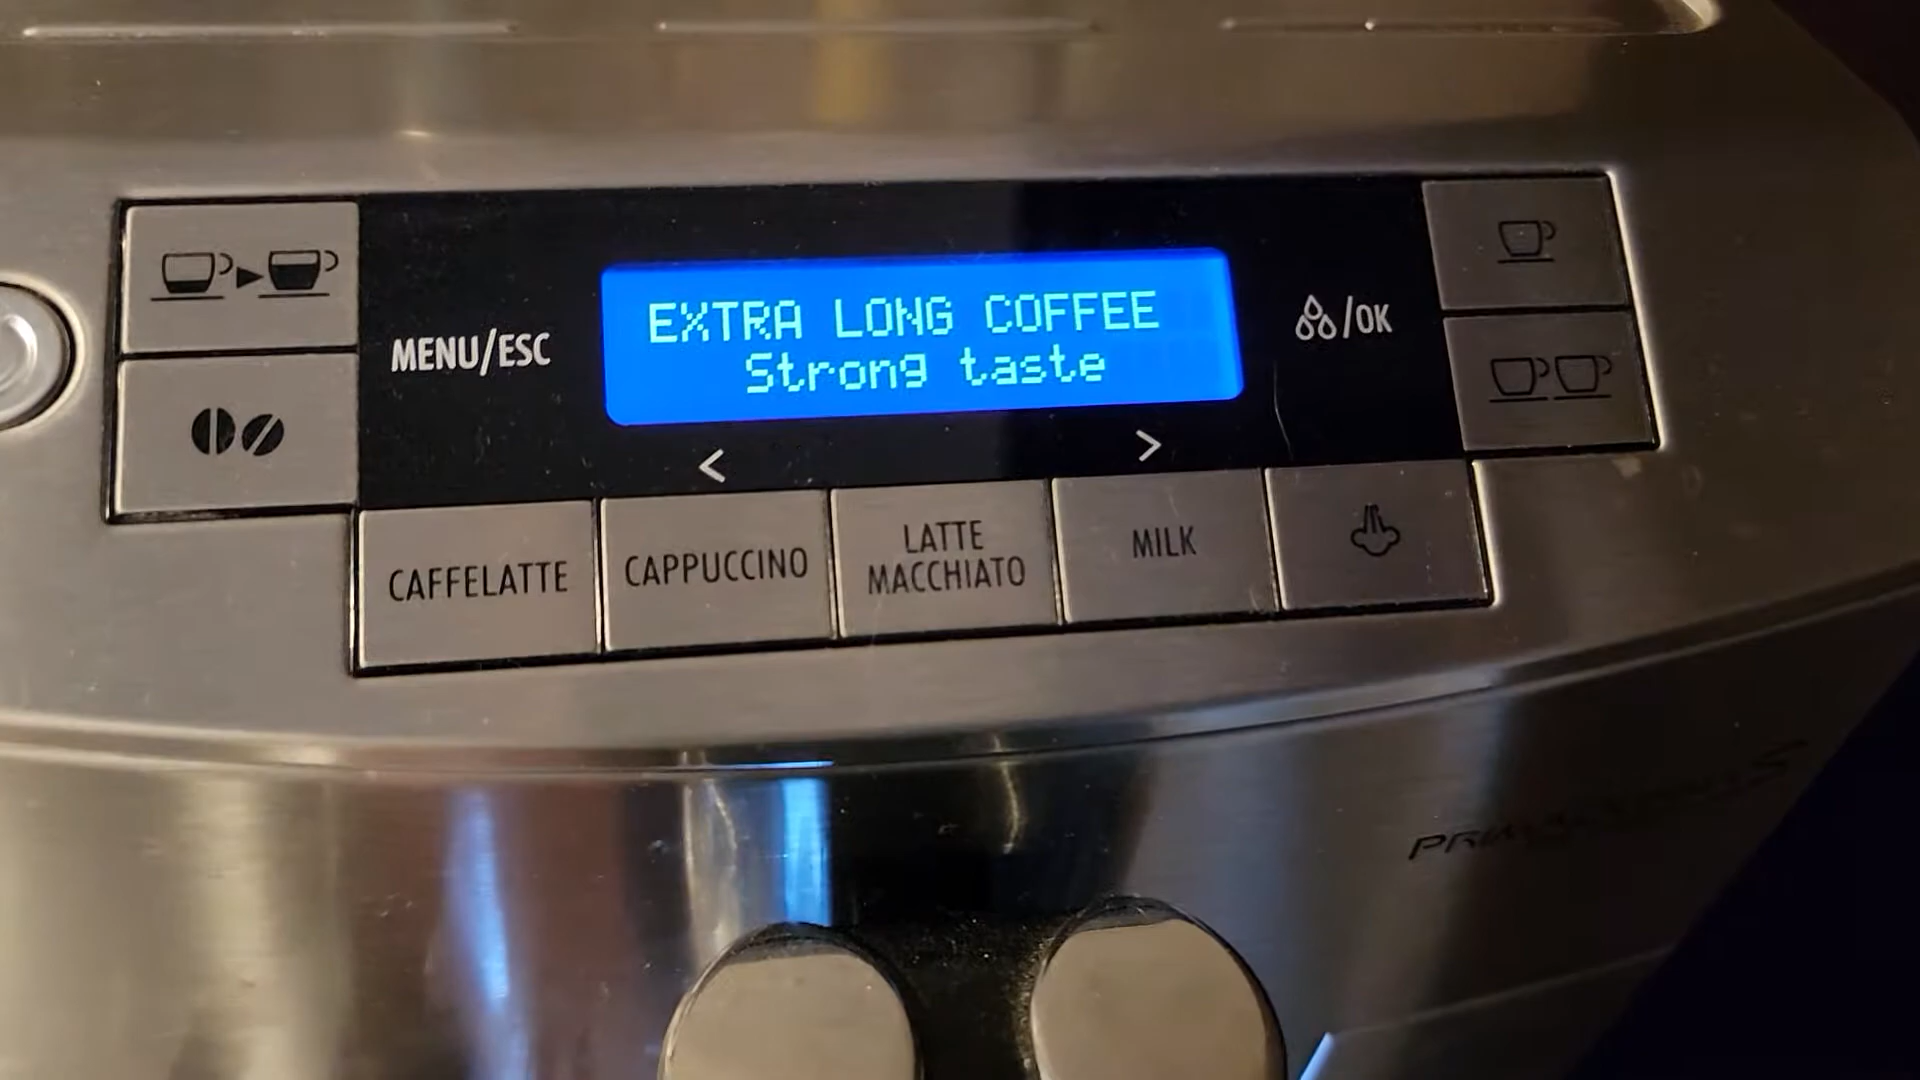 MENU/ESC
EXTRA LONG COFFEE
Strong taste
/OK
<
>
CAFFELATTE
CAPPUCCINO
LATTE
MACCHIATO
MILK